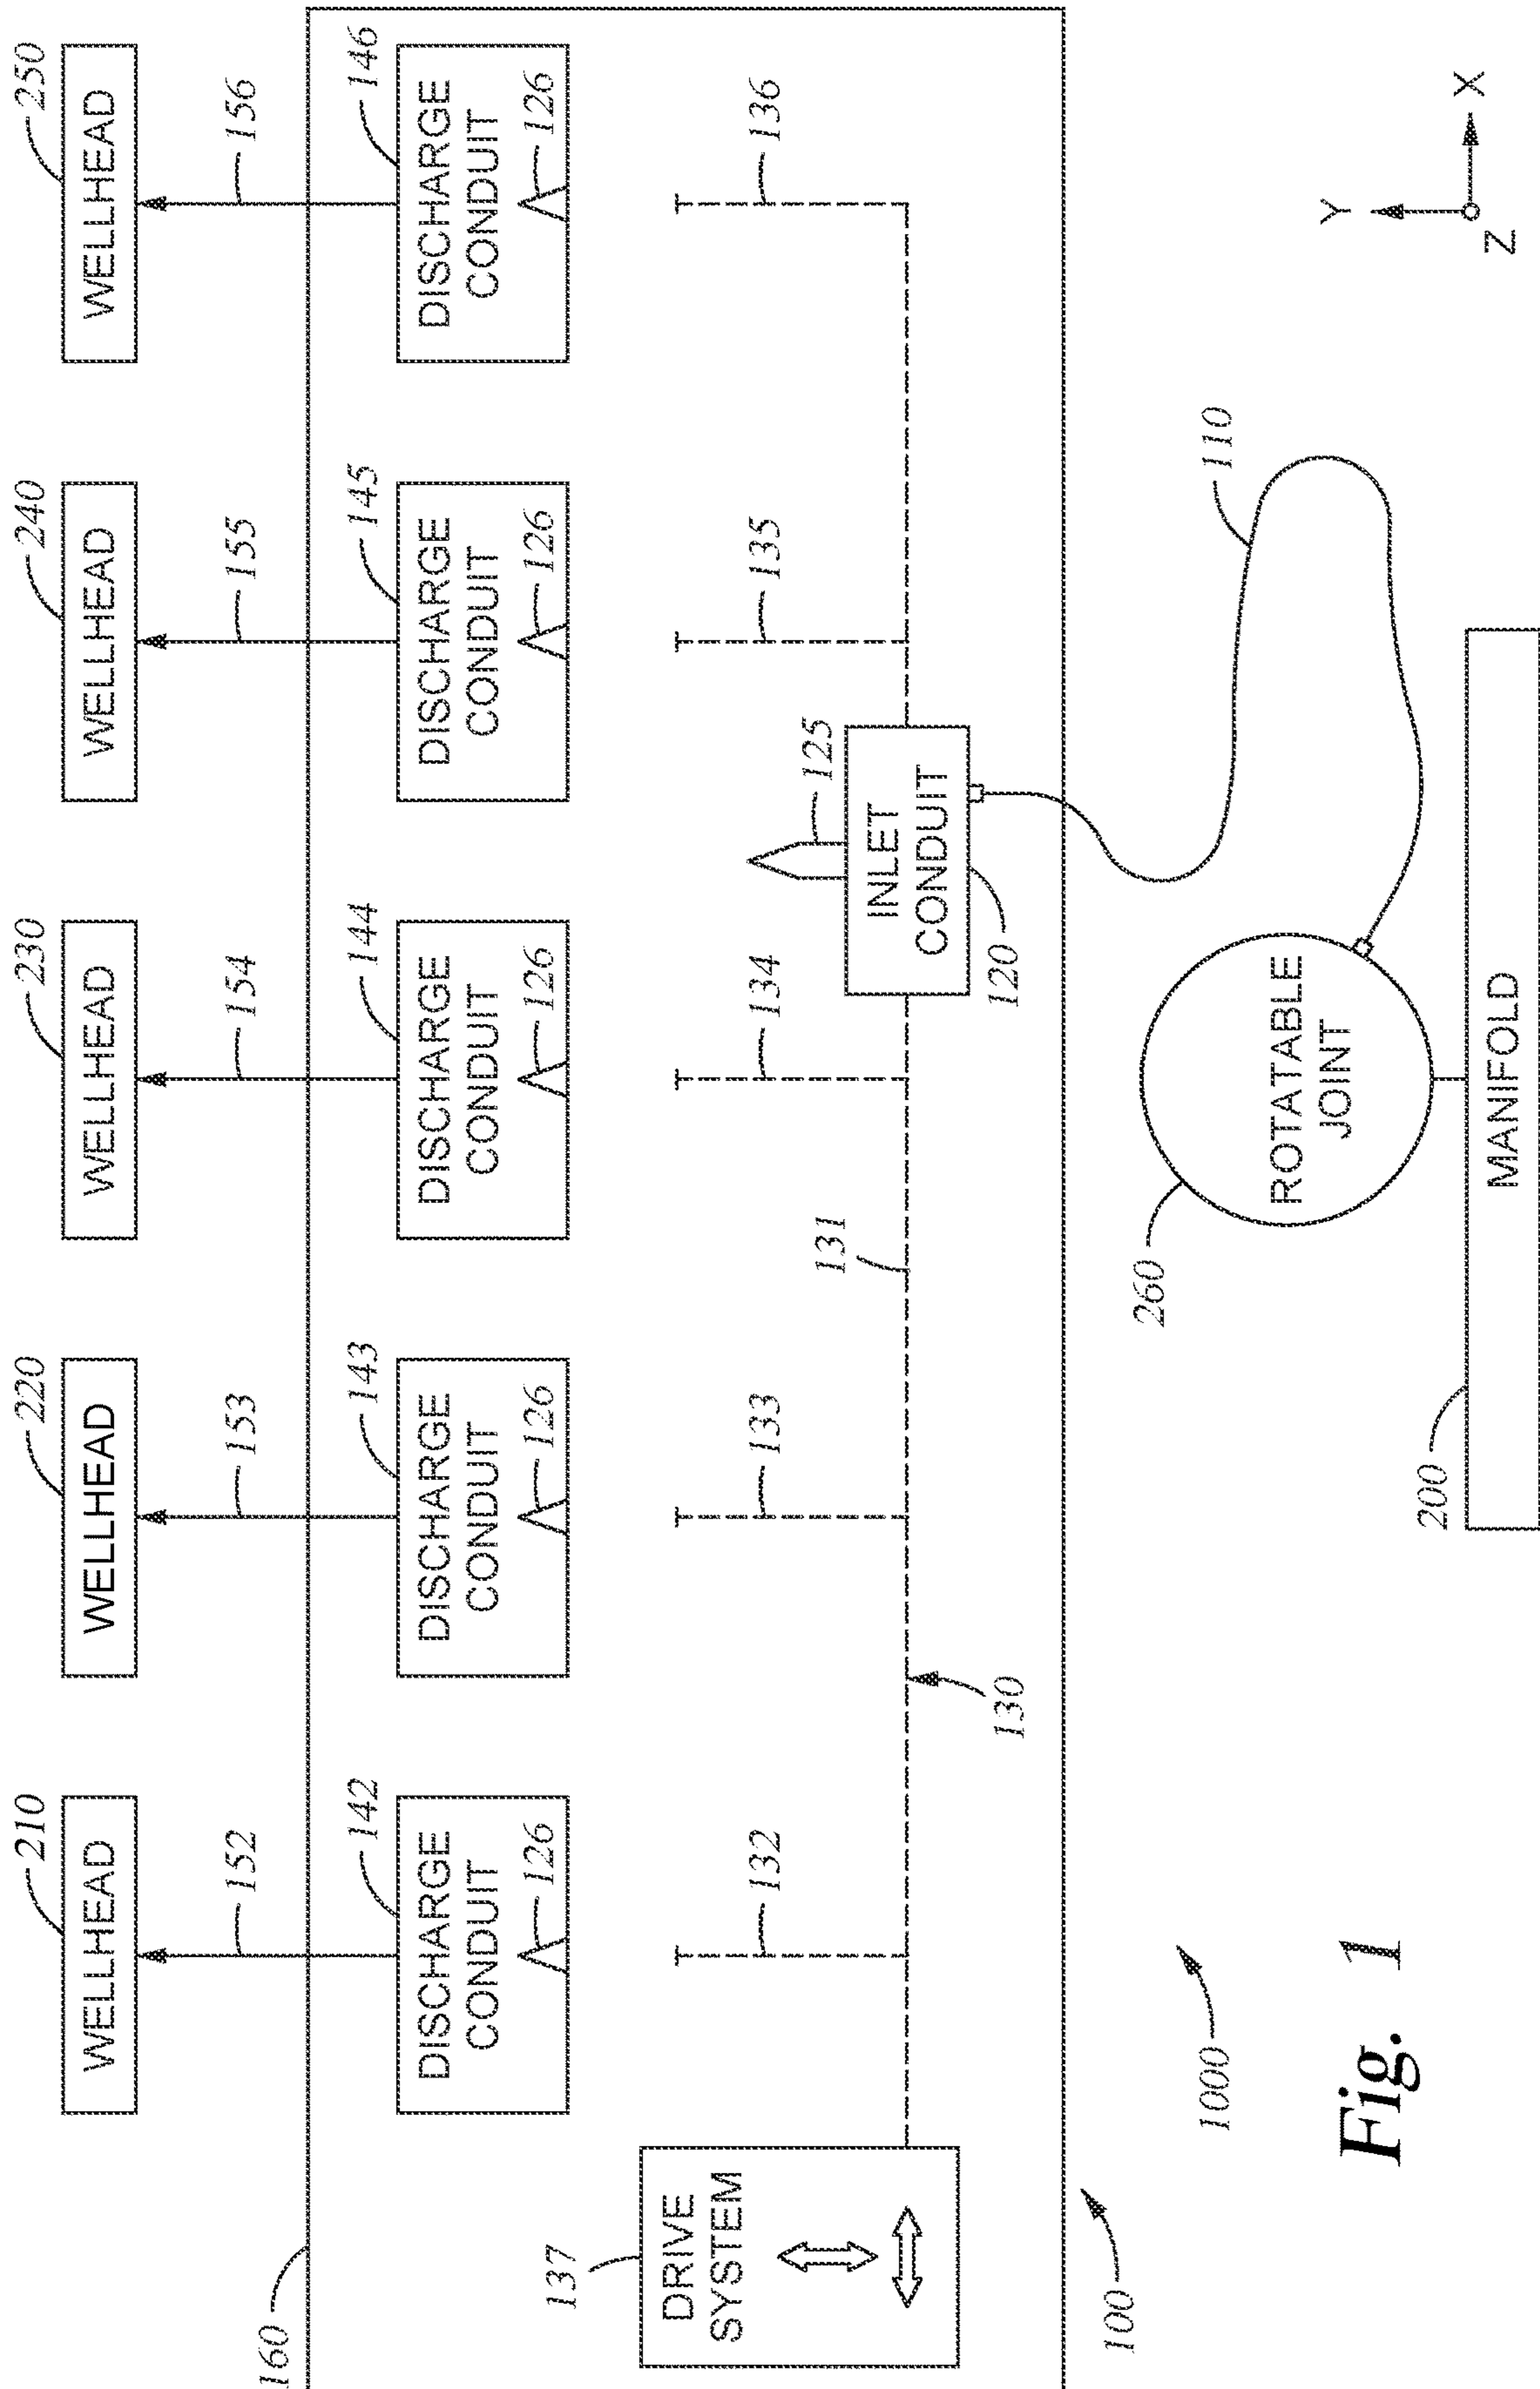 210
220
230
240
250
WELLHEAD
WELLHEAD
WELLHEAD
WELLHEAD
WELLHEAD
152
153
154
155
156
160
142
143
144
145
146
DISCHARGE
CONDUIT
126
DISCHARGE
CONDUIT
126
DISCHARGE
CONDUIT
126
DISCHARGE
CONDUIT
126
DISCHARGE
CONDUIT
126
137
DRIVE
SYSTEM
132
133
134
135
136
125
131
INLET
CONDUIT
130
120
100
1000
260
ROTATABLE
JOINT
110
Fig. 1
200
MANIFOLD
Y
X
Z